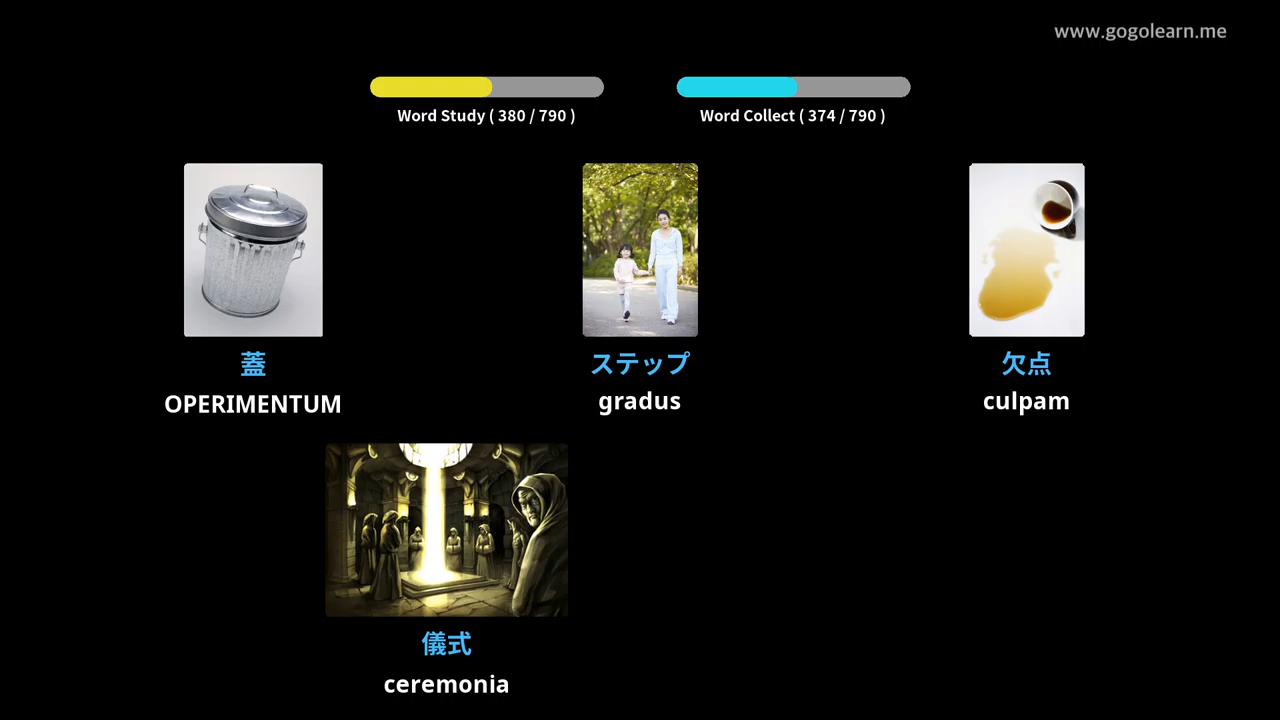 www.gogolearn.me
Word Study ( 380 / 790 )
Word Collect ( 374 / 790 )
蓋
OPERIMENTUM
ステップ
gradus
欠点
culpam
儀式
ceremonia